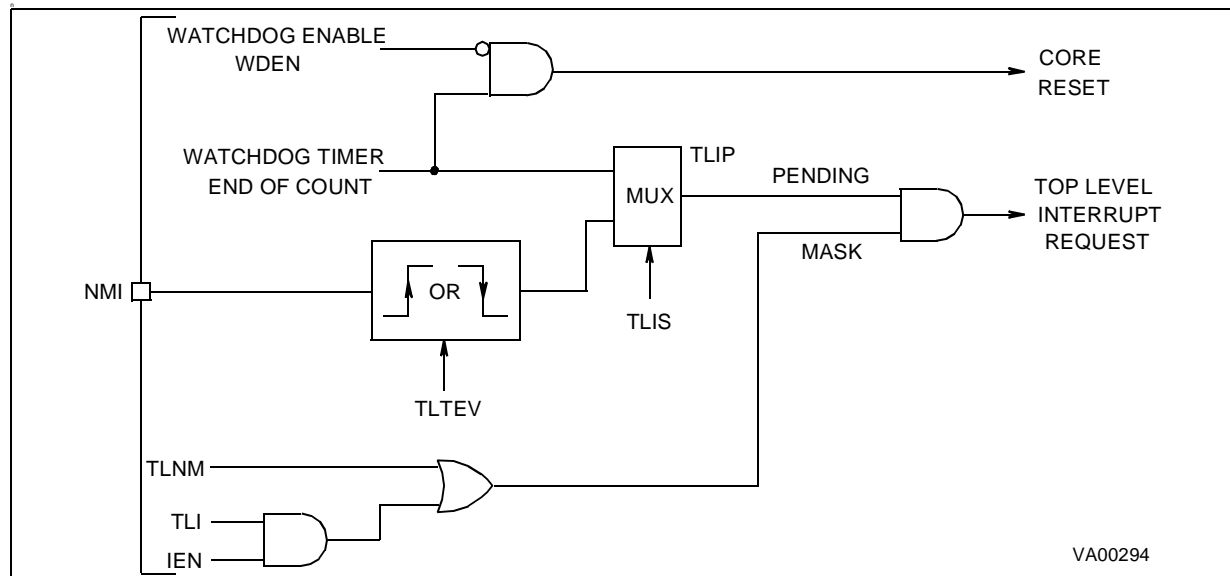 WATCHDOG ENABLE
WDEN
CORE
RESET
WATCHDOG TIMER
END OF COUNT
TLIP
MUX
PENDING
TOP LEVEL
INTERRUPT
REQUEST
MASK
NMI
OR
TLIS
TLTEV
TLNM
TLI
IEN
VA00294